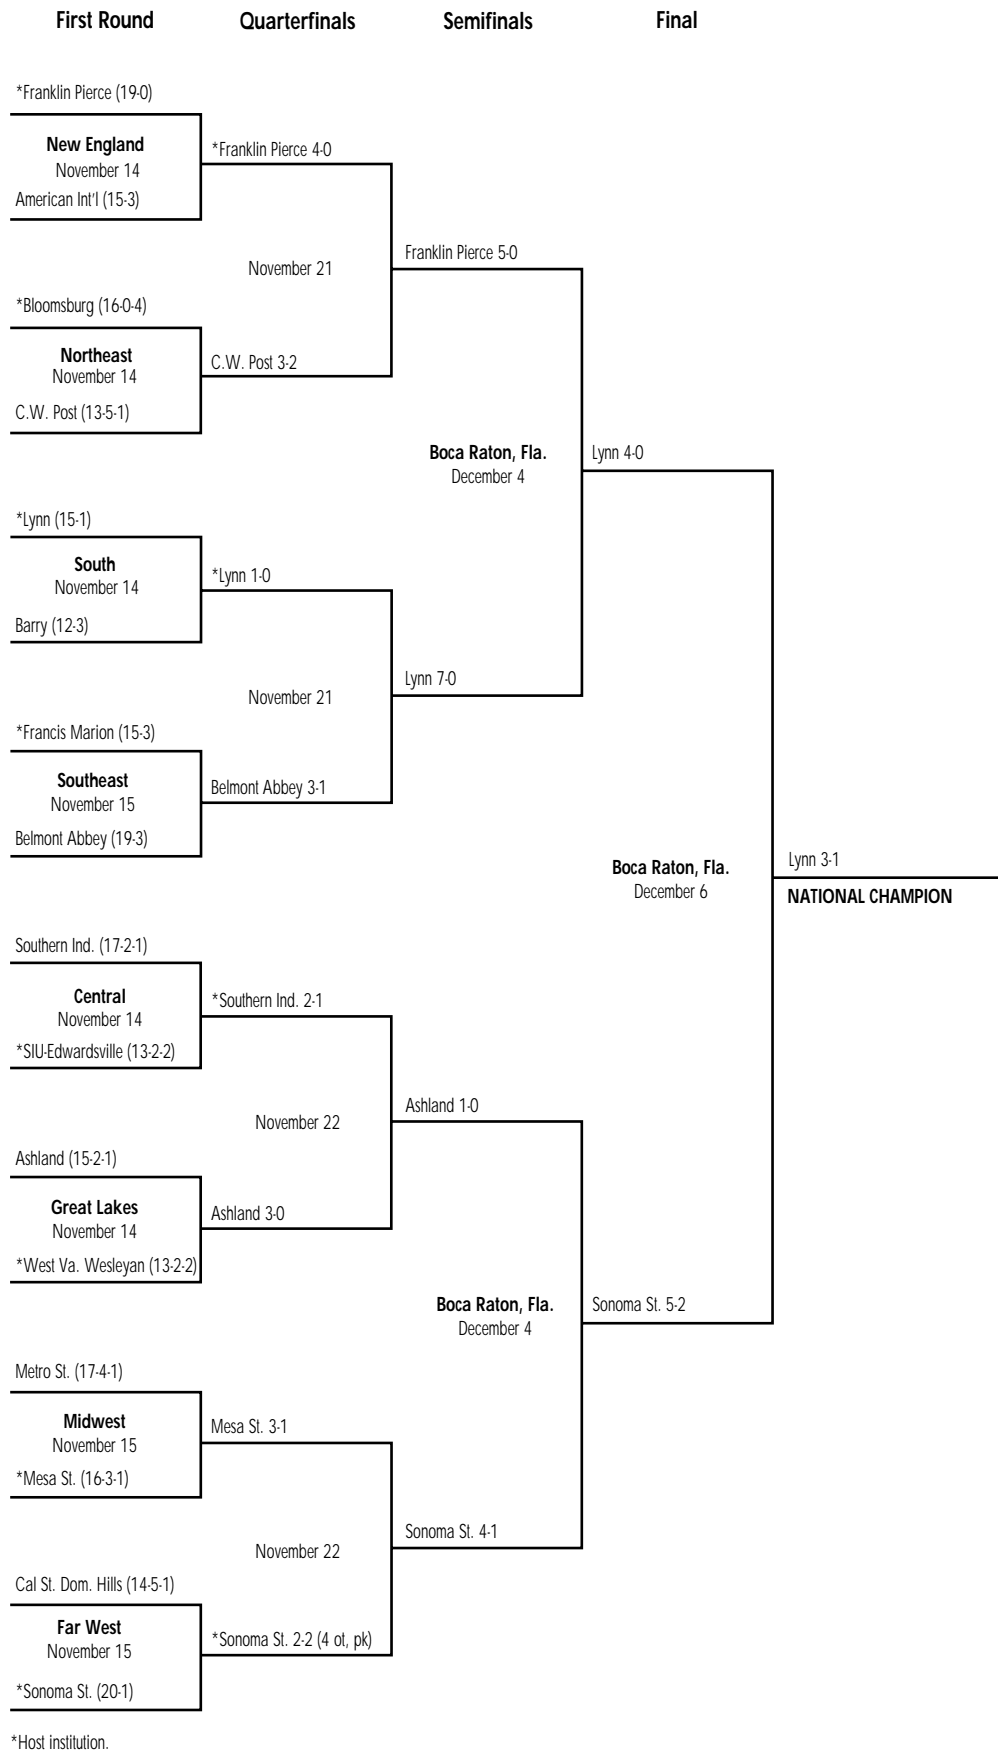 First Round Quarterfinals Semifinals Final
*Franklin Pierce (19-0)
New England
November 14
American Int'l (15-3)
*Franklin Pierce 4-0
November 21
Franklin Pierce 5-0
*Bloomsburg (16-0-4)
Northeast
November 14
C.W. Post (13-5-1)
C.W. Post 3-2
Boca Raton, Fla.
December 4
Lynn 4-0
*Lynn (15-1)
South
November 14
Barry (12-3)
*Lynn 1-0
November 21
Lynn 7-0
*Francis Marion (15-3)
Southeast
November 15
Belmont Abbey (19-3)
Belmont Abbey 3-1
Boca Raton, Fla.
December 6
Lynn 3-1
NATIONAL CHAMPION
Southern Ind. (17-2-1)
Central
November 14
*SIU-Edwardsville (13-2-2)
*Southern Ind. 2-1
November 22
Ashland 1-0
Ashland (15-2-1)
Great Lakes
November 14
*West Va. Wesleyan (13-2-2)
Ashland 3-0
Boca Raton, Fla.
December 4
Sonoma St. 5-2
Metro St. (17-4-1)
Midwest
November 15
*Mesa St. (16-3-1)
Mesa St. 3-1
November 22
Sonoma St. 4-1
Cal St. Dom. Hills (14-5-1)
Far West
November 15
*Sonoma St. (20-1)
*Sonoma St. 2-2 (4 ot, pk)
*Host institution.